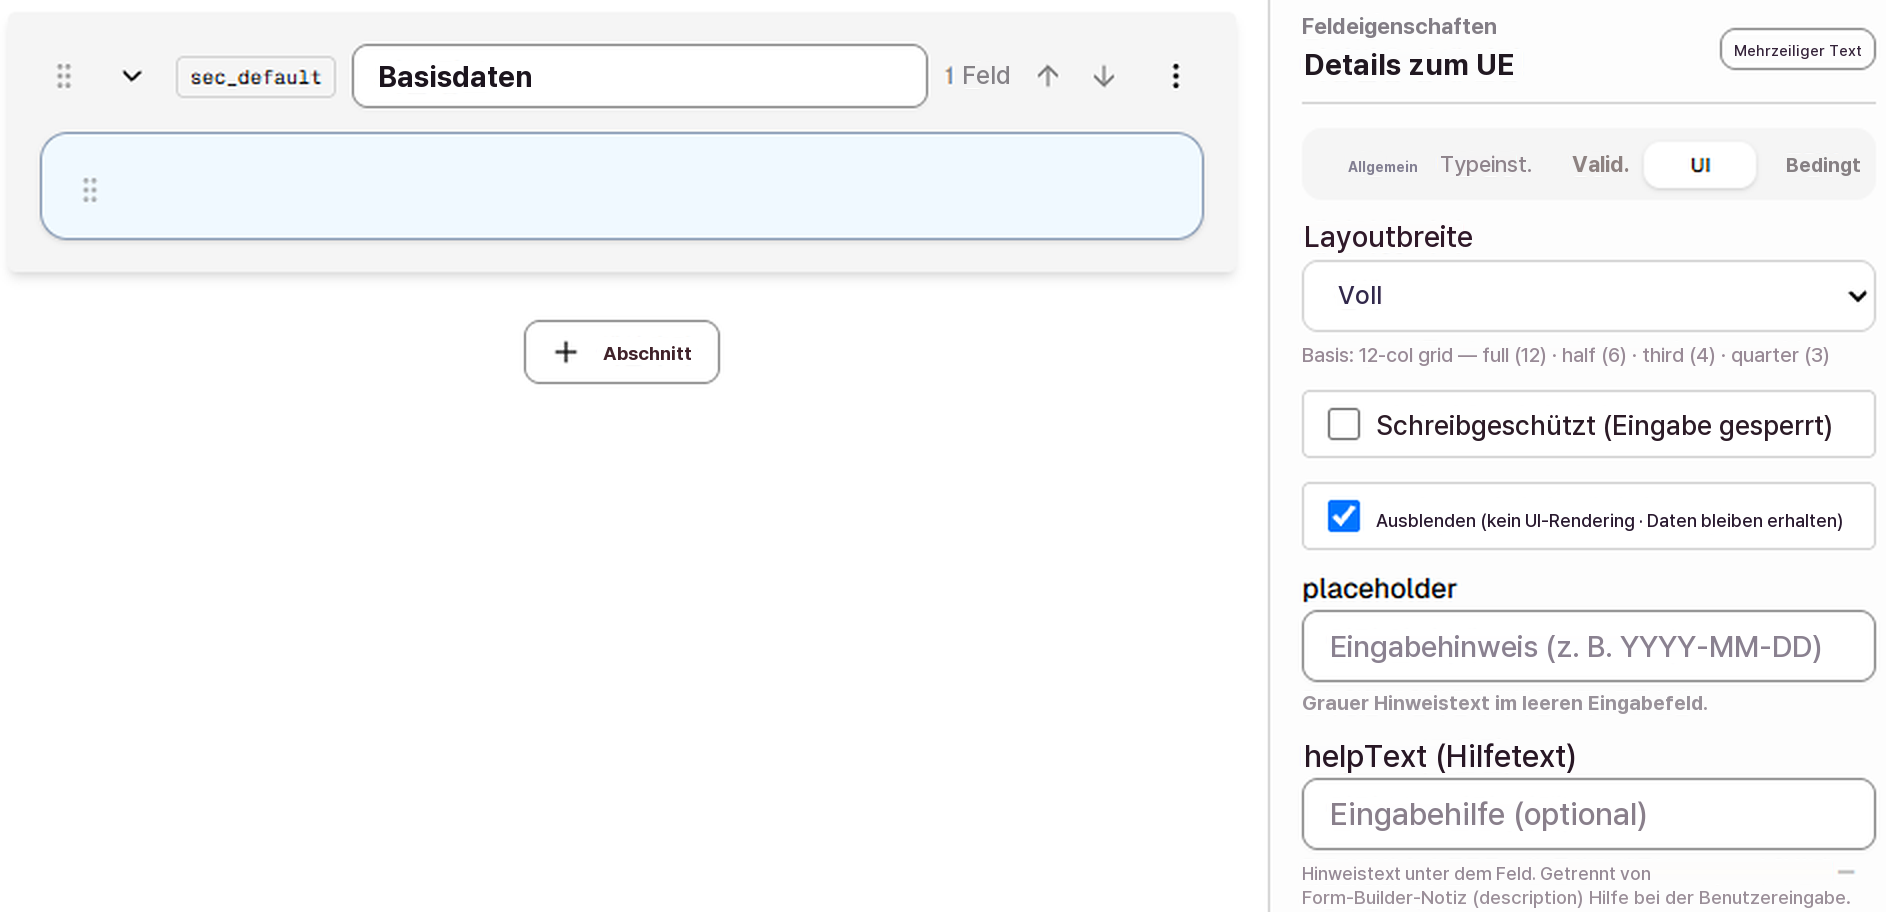 sec_default
Basisdaten
1 Feld
+ Abschnitt
Feldeigenschaften
Details zum UE
Mehrzeiliger Text
Allgemein
Typeinst.
Valid.
UI
Bedingt
Layoutbreite
Voll
Basis: 12-col grid — full (12) · half (6) · third (4) · quarter (3)
Schreibgeschützt (Eingabe gesperrt)
Ausblenden (kein UI-Rendering · Daten bleiben erhalten)
placeholder
Eingabehinweis (z. B. YYYY-MM-DD)
Grauer Hinweistext im leeren Eingabefeld.
helpText (Hilfetext)
Eingabehilfe (optional)
Hinweistext unter dem Feld. Getrennt von
Form-Builder-Notiz (description) Hilfe bei der Benutzereingabe.